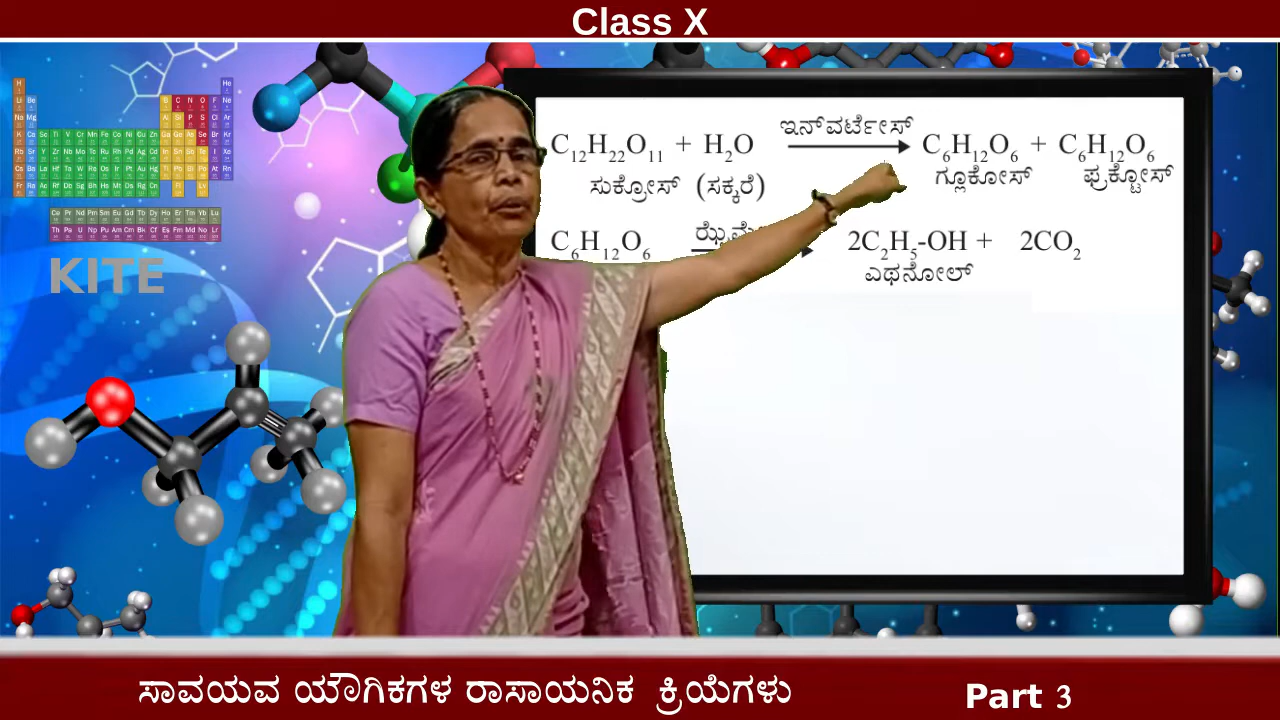 Class X
ಇನ್‌ವರ್ಟೇಸ್
C₁₂H₂₂O₁₁ + H₂O ⟶ C₆H₁₂O₆ + C₆H₁₂O₆
ಸುಕ್ರೋಸ್ (ಸಕ್ಕರೆ) ಗ್ಲೂಕೋಸ್ ಫ್ರಕ್ಟೋಸ್
C₆H₁₂O₆ ⟶ 2C₂H₅-OH + 2CO₂
ಎಥನೋಲ್
KITE
ಸಾವಯವ ಯೌಗಿಕಗಳ ರಾಸಾಯನಿಕ ಕ್ರಿಯೆಗಳು
Part 3